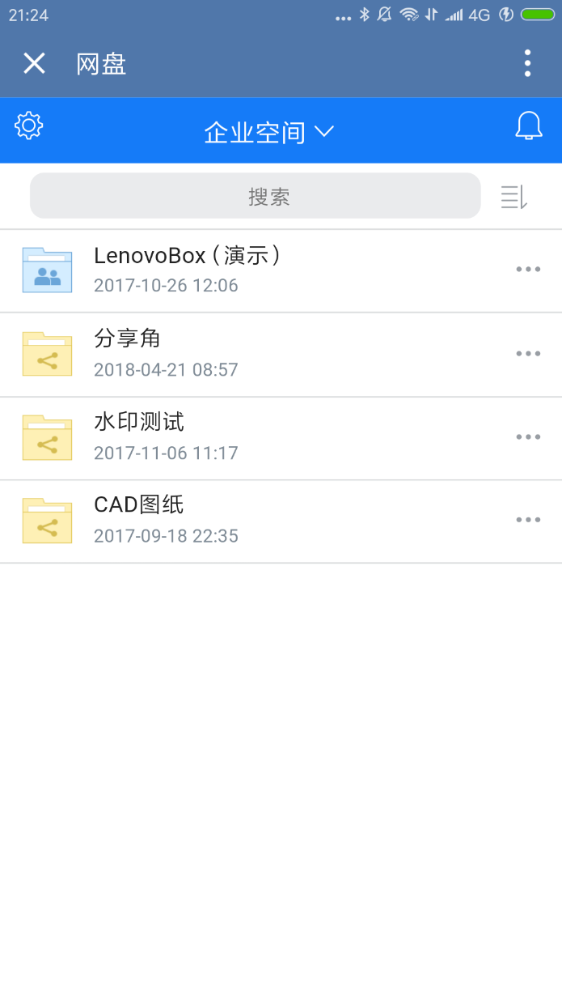 21:24
4G
网盘
企业空间
搜索
LenovoBox（演示）
2017-10-26 12:06
分享角
2018-04-21 08:57
水印测试
2017-11-06 11:17
CAD图纸
2017-09-18 22:35